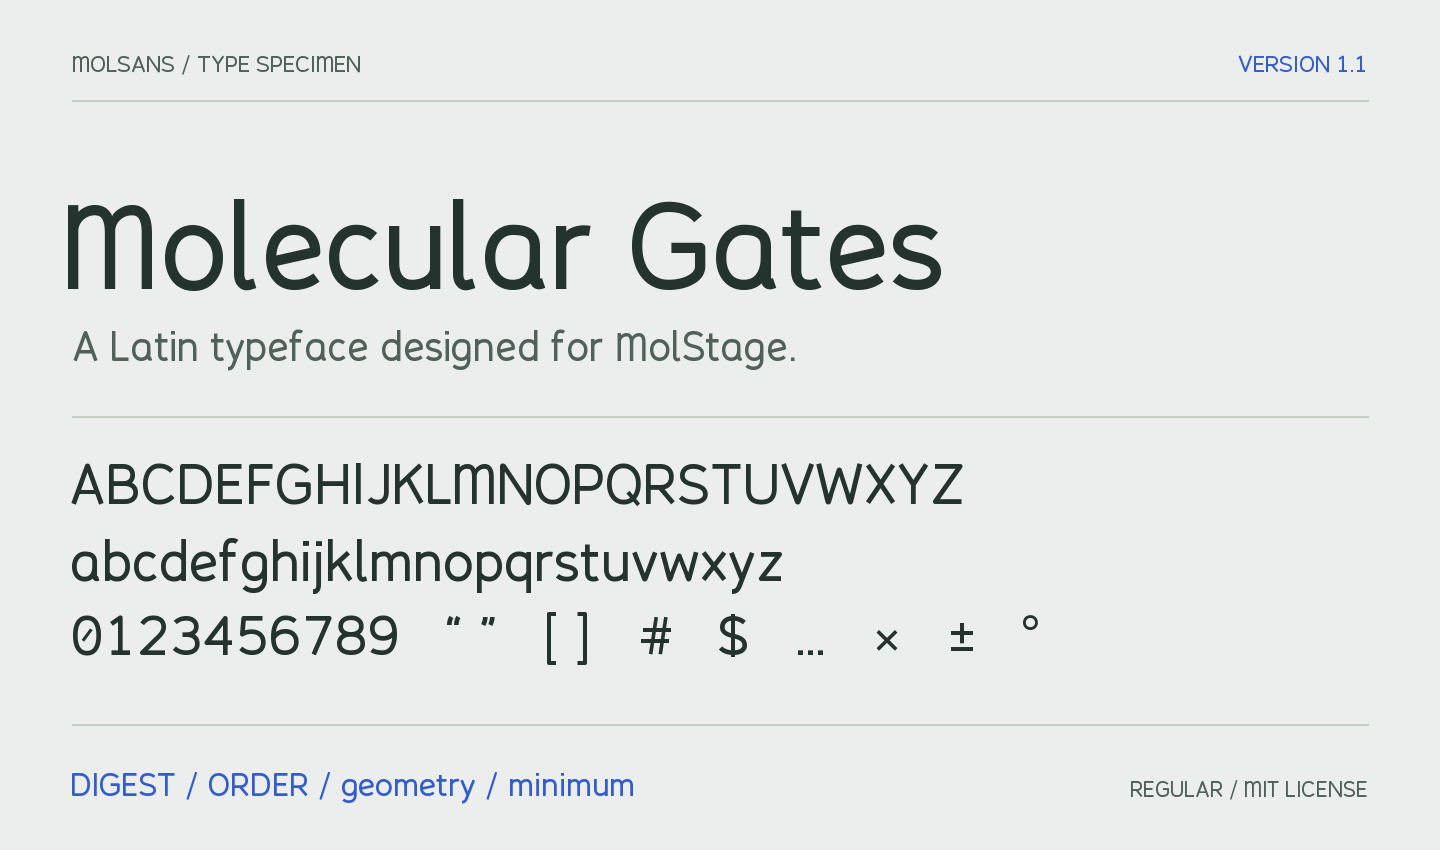 MOLSANS / TYPE SPECIMEN
VERSION 1.1
Molecular Gates
A Latin typeface designed for MolStage.
ABCDEFGHIJKLMNOPQRSTUVWXYZ
abcdefghijklmnopqrstuvwxyz
0123456789 “ ” [ ] # $ … × ± °
DIGEST / ORDER / geometry / minimum
REGULAR / MIT LICENSE